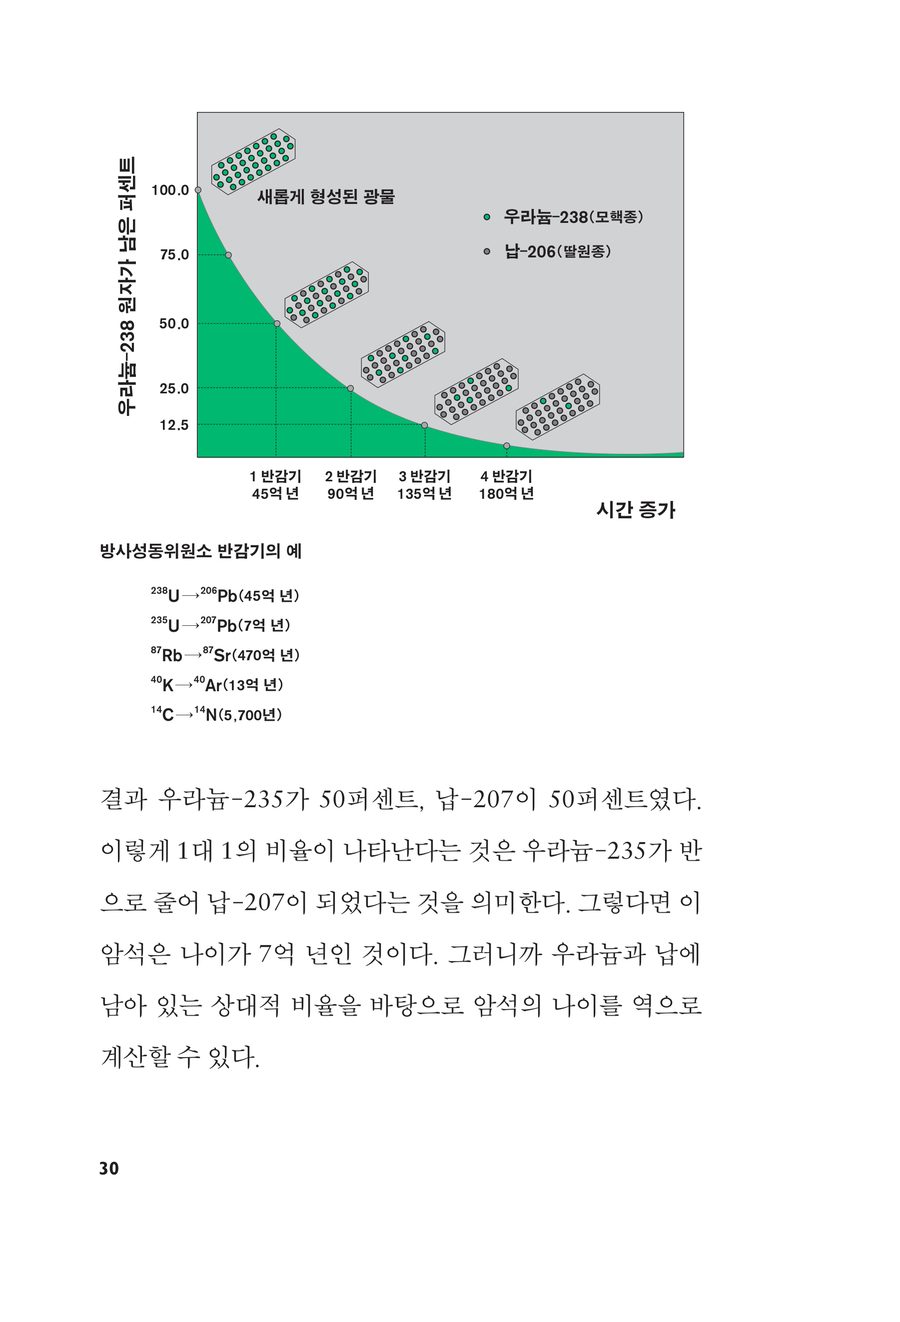 우라늄-238 원자가 남은 퍼센트
100.0
75.0
50.0
25.0
12.5
새롭게 형성된 광물
우라늄-238(모핵종)
납-206(딸원종)
1 반감기 2 반감기 3 반감기 4 반감기
45억 년 90억 년 135억 년 180억 년
시간 증가
방사성동위원소 반감기의 예
²³⁸U→²⁰⁶Pb(45억 년)
²³⁵U→²⁰⁷Pb(7억 년)
⁸⁷Rb→⁸⁷Sr(470억 년)
⁴⁰K→⁴⁰Ar(13억 년)
¹⁴C→¹⁴N(5,700년)
결과 우라늄-235가 50퍼센트, 납-207이 50퍼센트였다.
이렇게 1대 1의 비율이 나타난다는 것은 우라늄-235가 반
으로 줄어 납-207이 되었다는 것을 의미한다. 그렇다면 이
암석은 나이가 7억 년인 것이다. 그러니까 우라늄과 납에
남아 있는 상대적 비율을 바탕으로 암석의 나이를 역으로
계산할 수 있다.
30